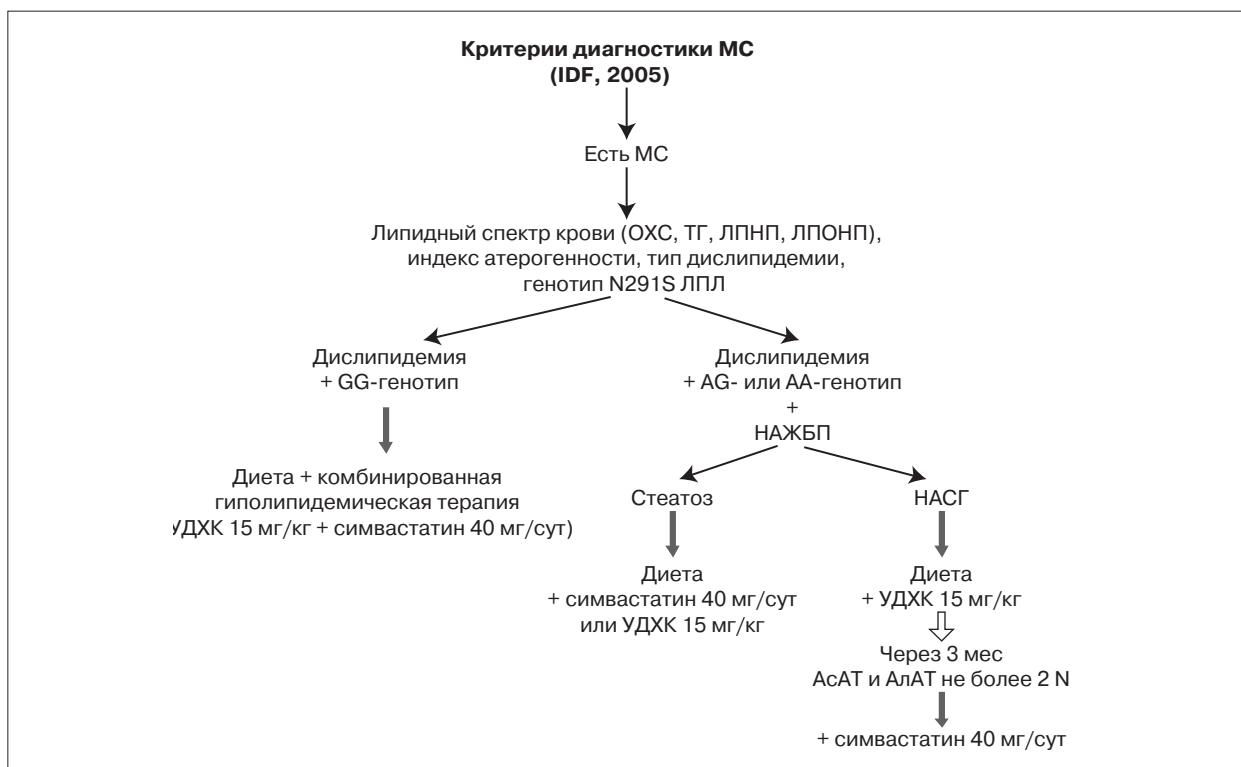 Критерии диагностики МС
(IDF, 2005)
Есть МС
Липидный спектр крови (ОХС, ТГ, ЛПНП, ЛПОНП),
индекс атерогенности, тип дислипидемии,
генотип N291S ЛПЛ
Дислипидемия
+ GG-генотип
Диета + комбинированная
гиполипидемическая терапия
УДХК 15 мг/кг + симвастатин 40 мг/сут)
Дислипидемия
+ AG- или АА-генотип
+
НАЖБП
Стеатоз
Диета
+ симвастатин 40 мг/сут
или УДХК 15 мг/кг
НАСГ
Диета
+ УДХК 15 мг/кг
Через 3 мес
АсАТ и АлАТ не более 2 N
+ симвастатин 40 мг/сут